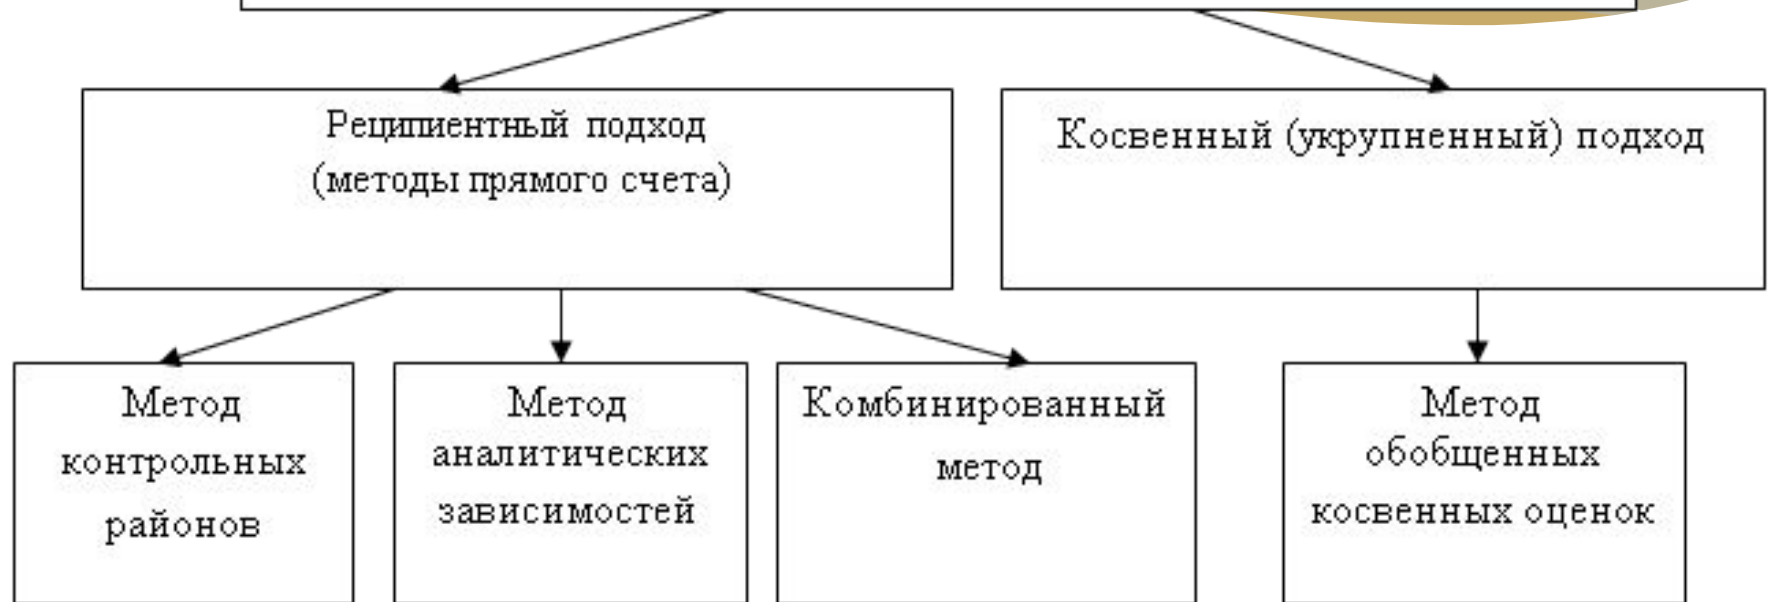 Реципиентный подход
(методы прямого счета)
Косвенный (укрупненный) подход
Метод
контрольных
районов
Метод
аналитических
зависимостей
Комбинированный
метод
Метод
обобщенных
косвенных оценок